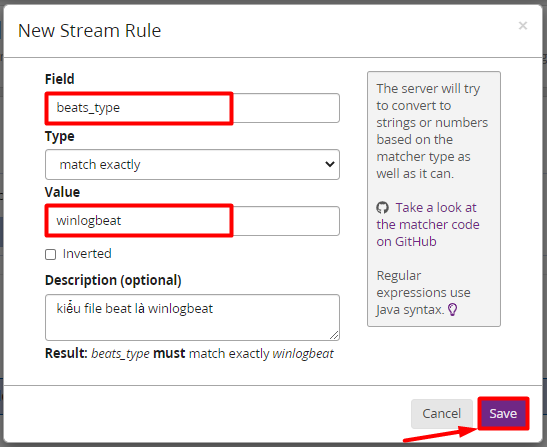 New Stream Rule
×
Field
beats_type
Type
match exactly
Value
winlogbeat
Inverted
Description (optional)
kiểu file beat là winlogbeat
Result: beats_type must match exactly winlogbeat
The server will try
to convert to
strings or numbers
based on the
matcher type as
well as it can.
Take a look at
the matcher code
on GitHub
Regular
expressions use
Java syntax.
Cancel
Save